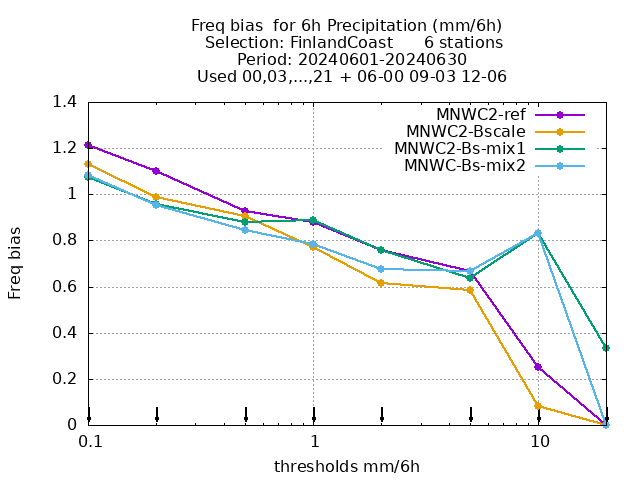 Freq bias  for 6h Precipitation (mm/6h)
Selection: FinlandCoast      6 stations
Period: 20240601-20240630
Used 00,03,...,21 + 06-00 09-03 12-06
MNWC2-ref
MNWC2-Bscale
MNWC2-Bs-mix1
MNWC-Bs-mix2
1.4
1.2
1
0.8
0.6
0.4
0.2
0
Freq bias
0.1 1 10
thresholds mm/6h